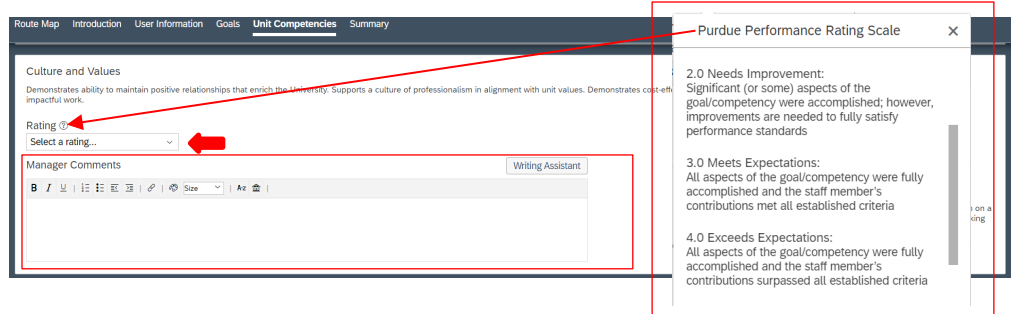 Route Map Introduction User Information Goals Unit Competencies Summary
Culture and Values
Demonstrates ability to maintain positive relationships that enrich the University. Supports a culture of professionalism in alignment with unit values. Demonstrates cost-eff
impactful work.
Rating ?
Select a rating...
Manager Comments
Writing Assistant
B I U Size A-z
Purdue Performance Rating Scale ×
2.0 Needs Improvement:
Significant (or some) aspects of the
goal/competency were accomplished; however,
improvements are needed to fully satisfy
performance standards
3.0 Meets Expectations:
All aspects of the goal/competency were fully
accomplished and the staff member's
contributions met all established criteria
4.0 Exceeds Expectations:
All aspects of the goal/competency were fully
accomplished and the staff member's
contributions surpassed all established criteria
on a
king